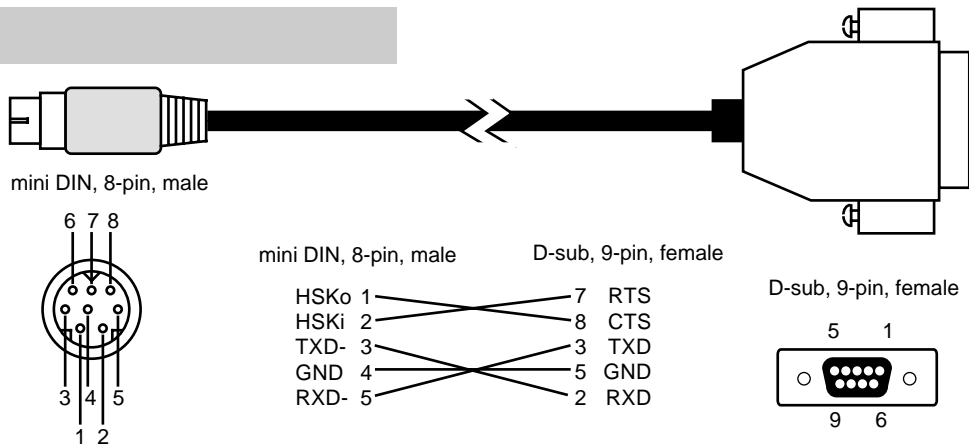 mini DIN, 8-pin, male
6 7 8
3 4 5
1 2
mini DIN, 8-pin, male D-sub, 9-pin, female
HSKo 1 7 RTS
HSKi 2 8 CTS
TXD- 3 3 TXD
GND 4 5 GND
RXD- 5 2 RXD
D-sub, 9-pin, female
5 1
9 6